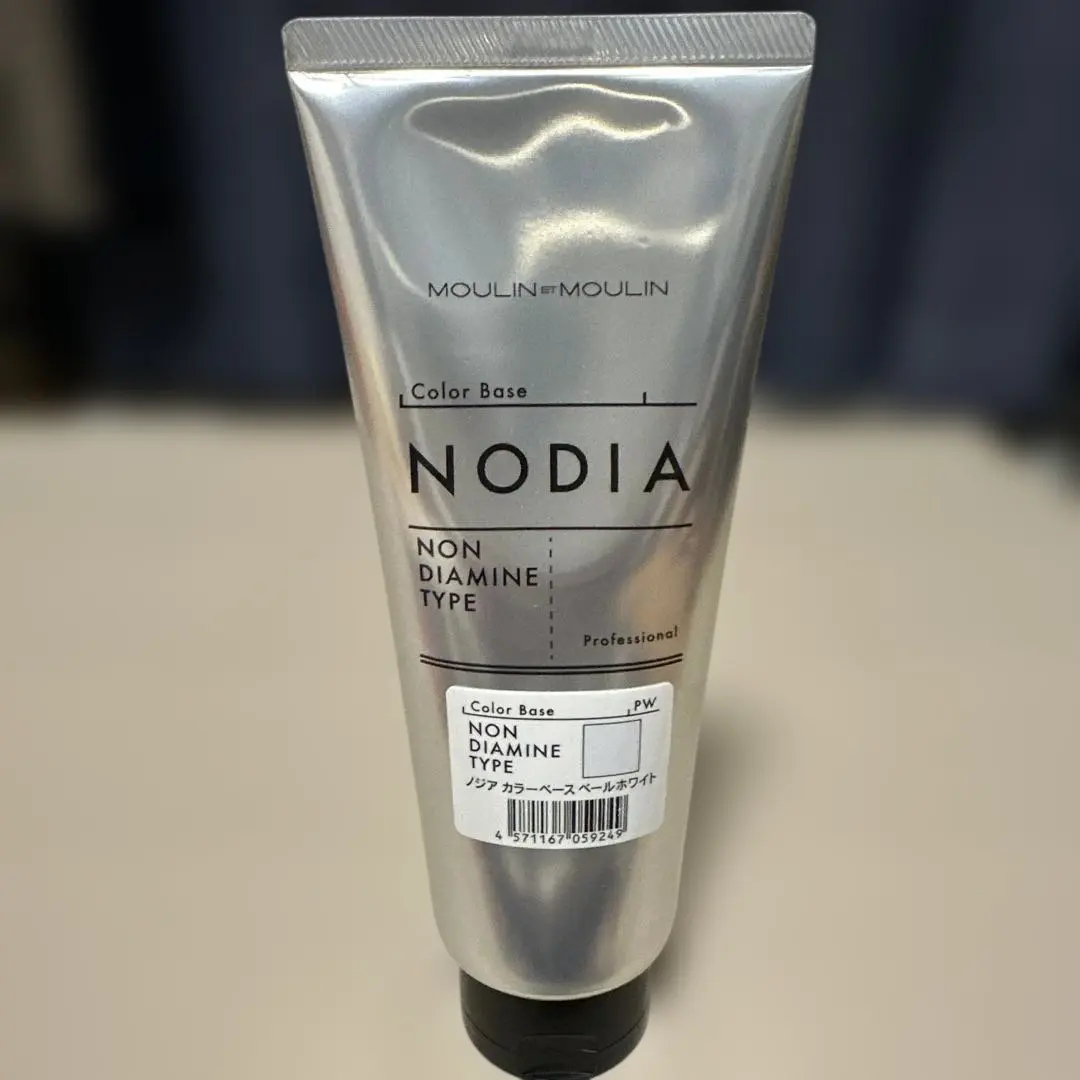 MOULIN ET MOULIN
Color Base
NODIA
NON
DIAMINE
TYPE
Professional
Color Base PW
NON
DIAMINE
TYPE
ノジア カラーベース ペールホワイト
4 571167 059249